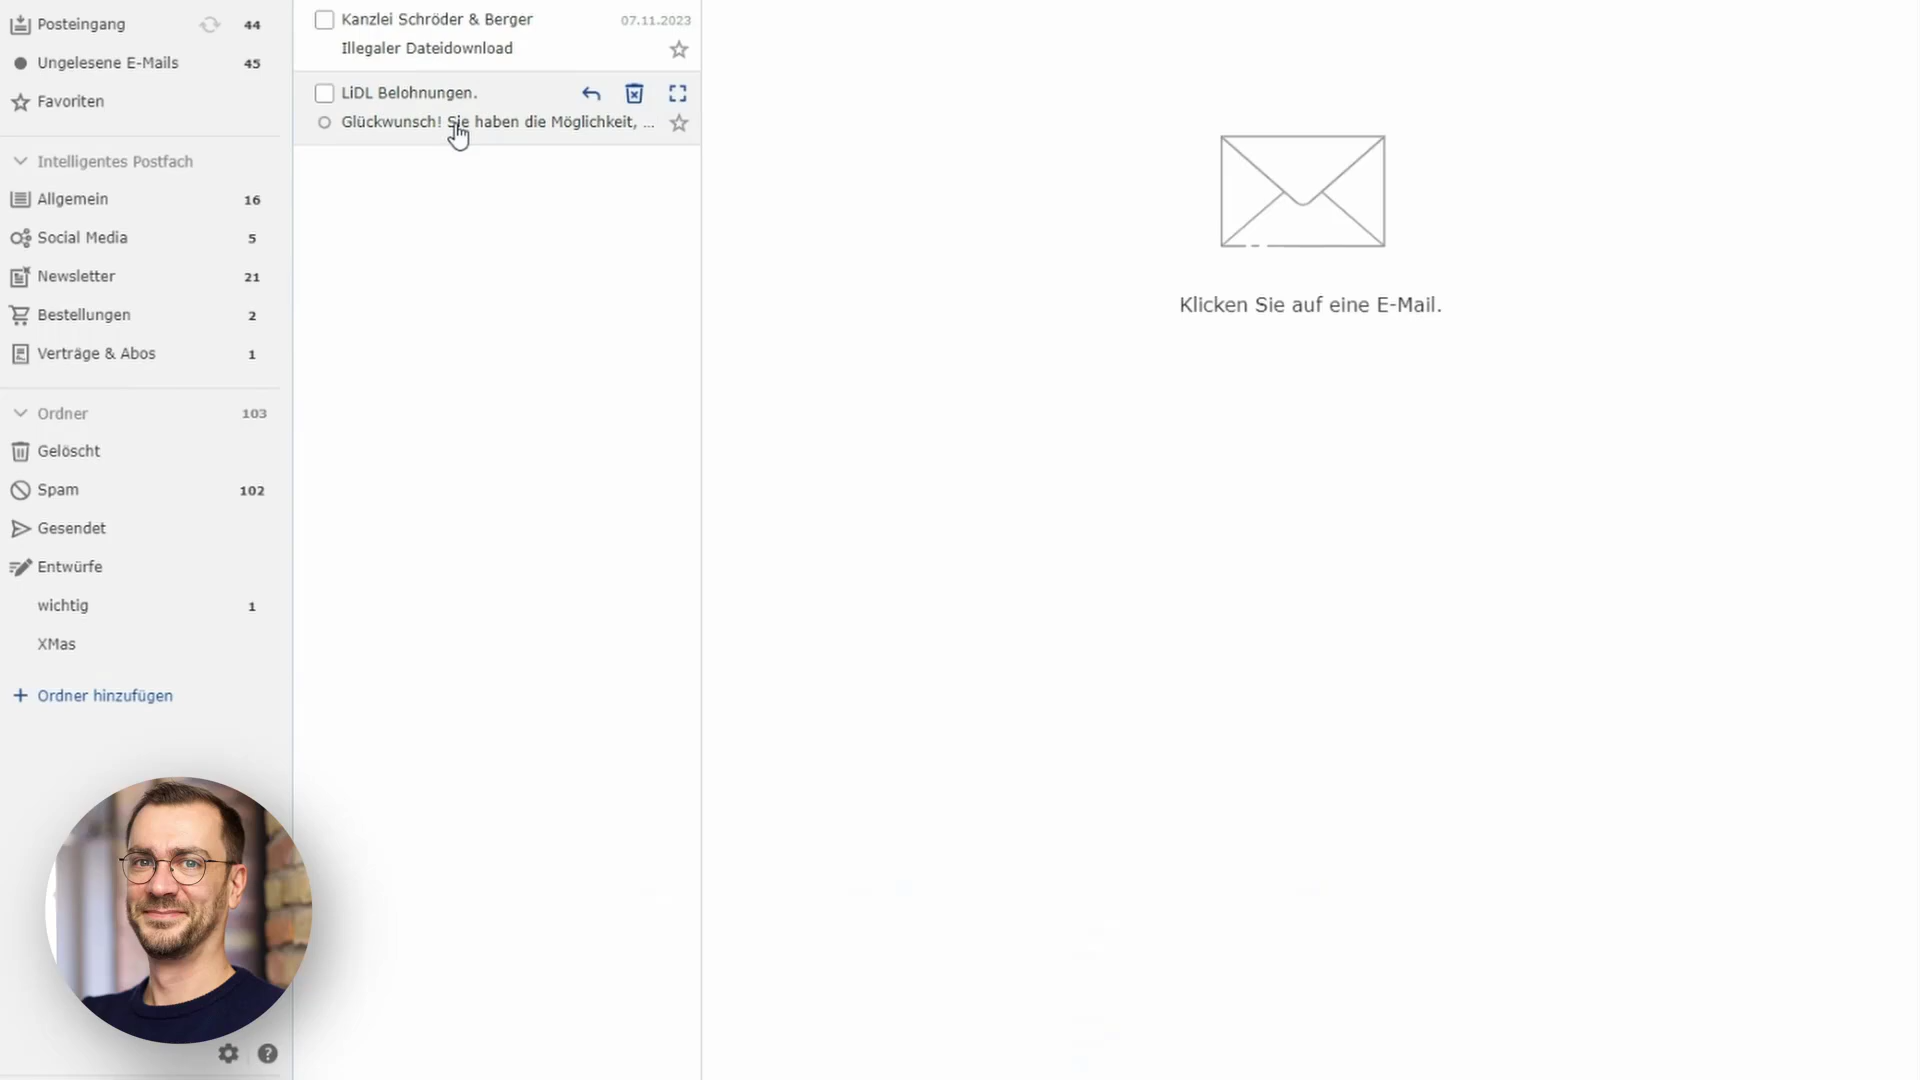 Posteingang 44
Ungelesene E-Mails 45
Favoriten
Intelligentes Postfach
Allgemein 16
Social Media 5
Newsletter 21
Bestellungen 2
Verträge & Abos 1
Ordner 103
Gelöscht
Spam 102
Gesendet
Entwürfe
wichtig 1
XMas
+ Ordner hinzufügen
Kanzlei Schröder & Berger 07.11.2023
Illegaler Dateidownload
LiDL Belohnungen.
Glückwunsch! Sie haben die Möglichkeit, ...
Klicken Sie auf eine E-Mail.